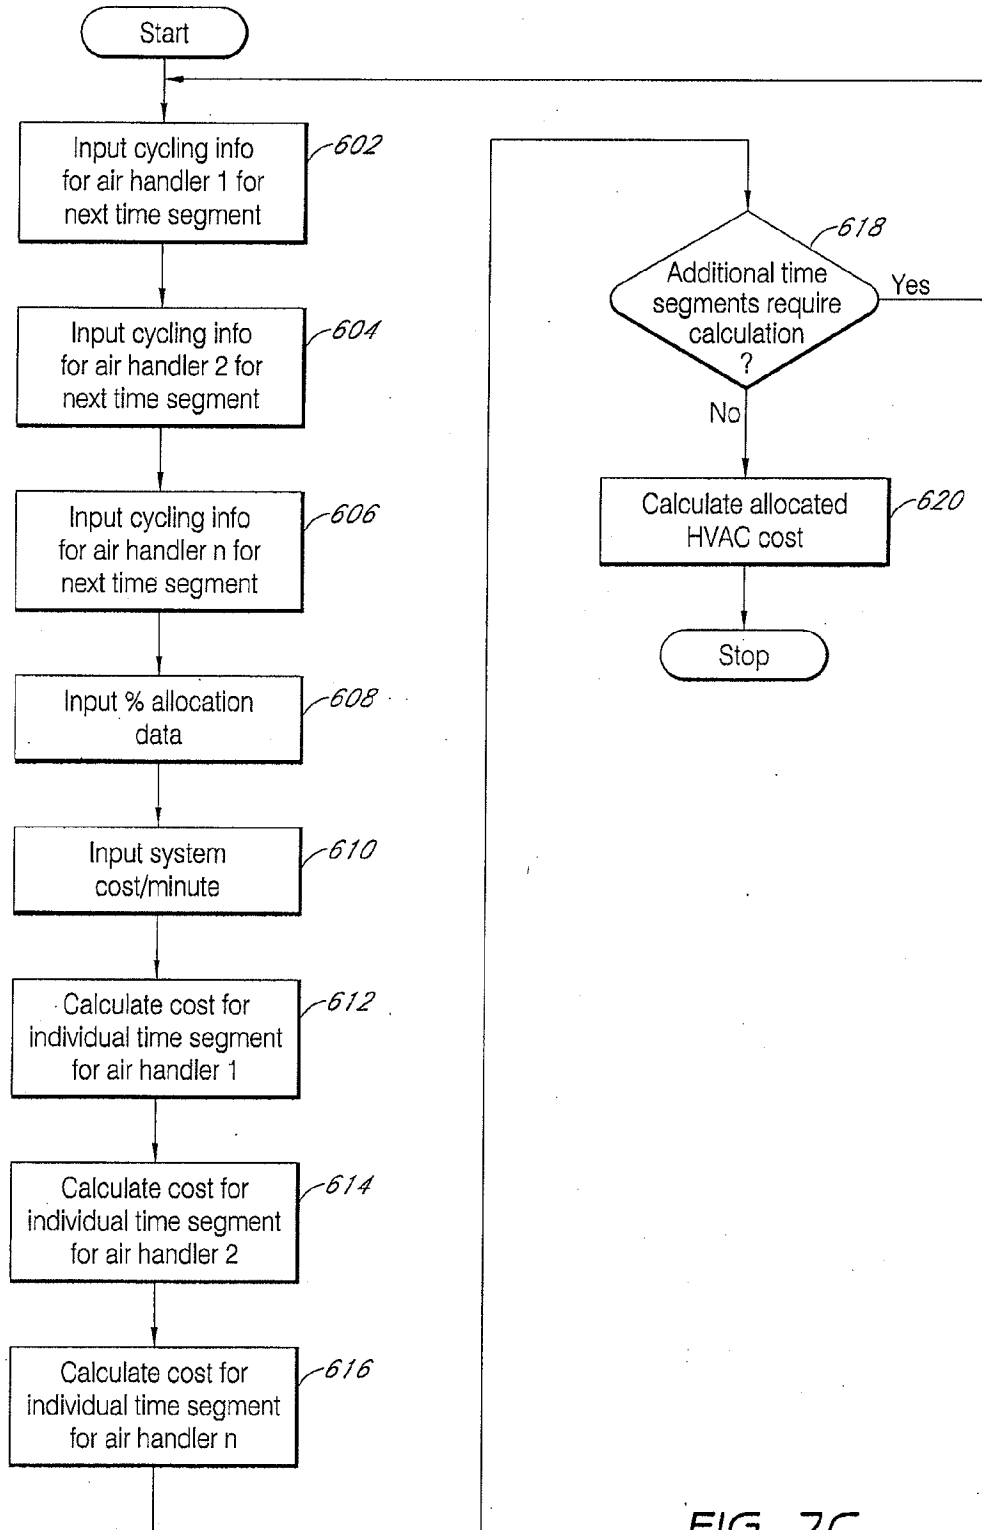 Start
Input cycling info
for air handler 1 for
next time segment
602
Input cycling info
for air handler 2 for
next time segment
604
Input cycling info
for air handler n for
next time segment
606
Input % allocation
data
608
Input system
cost/minute
610
Calculate cost for
individual time segment
for air handler 1
612
Calculate cost for
individual time segment
for air handler 2
614
Calculate cost for
individual time segment
for air handler n
616
Additional time
segments require
calculation
?
618
Yes
No
Calculate allocated
HVAC cost
620
Stop
FIG. 7C